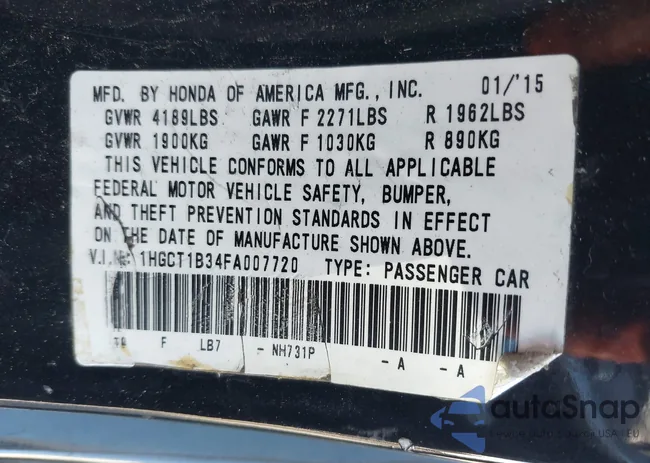 MFD. BY HONDA OF AMERICA MFG., INC. 01/'15
GVWR 4189LBS GAWR F 2271LBS R 1962LBS
GVWR 1900KG GAWR F 1030KG R 890KG
THIS VEHICLE CONFORMS TO ALL APPLICABLE
FEDERAL MOTOR VEHICLE SAFETY, BUMPER,
AND THEFT PREVENTION STANDARDS IN EFFECT
ON THE DATE OF MANUFACTURE SHOWN ABOVE.
V.I.N.: 1HGCT1B34FA007720 TYPE: PASSENGER CAR
F LB7 - NH731P - A - A
autoSnap